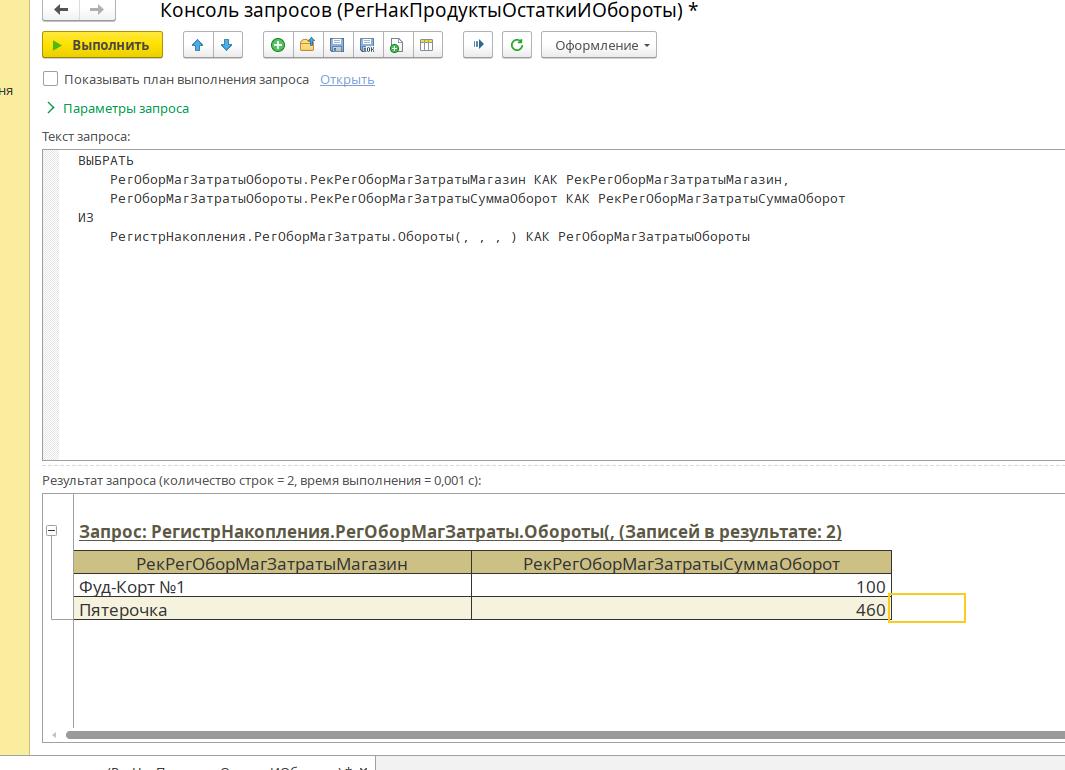 Консоль запросов (РегНакПродуктыОстаткиИОбороты) *
Выполнить
Оформление
Показывать план выполнения запроса Открыть
ня
Параметры запроса
Текст запроса:
ВЫБРАТЬ
РегОборМагЗатратыОбороты.РекРегОборМагЗатратыМагазин КАК РекРегОборМагЗатратыМагазин,
РегОборМагЗатратыОбороты.РекРегОборМагЗатратыСуммаОборот КАК РекРегОборМагЗатратыСуммаОборот
ИЗ
РегистрНакопления.РегОборМагЗатраты.Обороты(, , , ) КАК РегОборМагЗатратыОбороты
Результат запроса (количество строк = 2, время выполнения = 0,001 с):
Запрос: РегистрНакопления.РегОборМагЗатраты.Обороты(, (Записей в результате: 2)
РекРегОборМагЗатратыМагазин РекРегОборМагЗатратыСуммаОборот
Фуд-Корт №1 100
Пятерочка 460